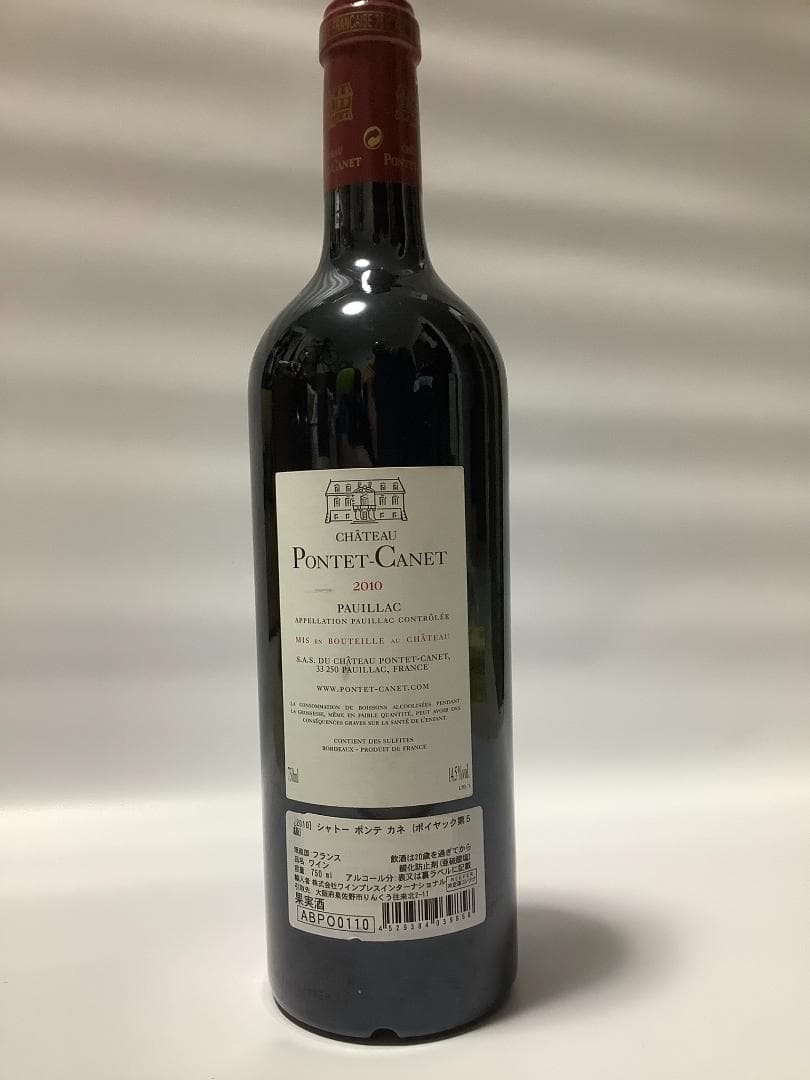 FRANCAISE
PONTET-CANET
CHÂTEAU
PONTET-CANET
2010
PAUILLAC
APPELLATION PAUILLAC CONTRÔLÉE
MIS EN BOUTEILLE AU CHÂTEAU
S.A.S. DU CHÂTEAU PONTET-CANET,
33 250 PAUILLAC, FRANCE
WWW.PONTET-CANET.COM
LA CONSOMMATION DE BOISSONS ALCOOLISÉES PENDANT
LA GROSSESSE, MÊME EN FAIBLE QUANTITÉ, PEUT AVOIR DES
CONSÉQUENCES GRAVES SUR LA SANTÉ DE L'ENFANT.
CONTIENT DES SULFITES
BORDEAUX - PRODUIT DE FRANCE
750ml 14,5%vol.
[2010] シャトー ポンテ カネ [ポイヤック第5
級]
原産国 フランス 飲酒は20歳を過ぎてから
品名 ワイン 酸化防止剤(亜硫酸塩)
容量 750 ml アルコール分:表又は裏ラベルに記載
輸入者 株式会社ワインプレスインターナショナル
引取先 大阪府泉佐野市りんくう往来北2-11
果実酒
ABPO0110
4 529384 039856